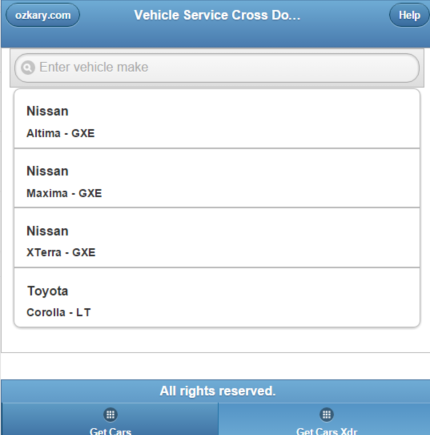 ozkary.com
Vehicle Service Cross Do...
Help
Enter vehicle make
Nissan
Altima - GXE
Nissan
Maxima - GXE
Nissan
XTerra - GXE
Toyota
Corolla - LT
All rights reserved.
Get Cars
Get Cars Xdr